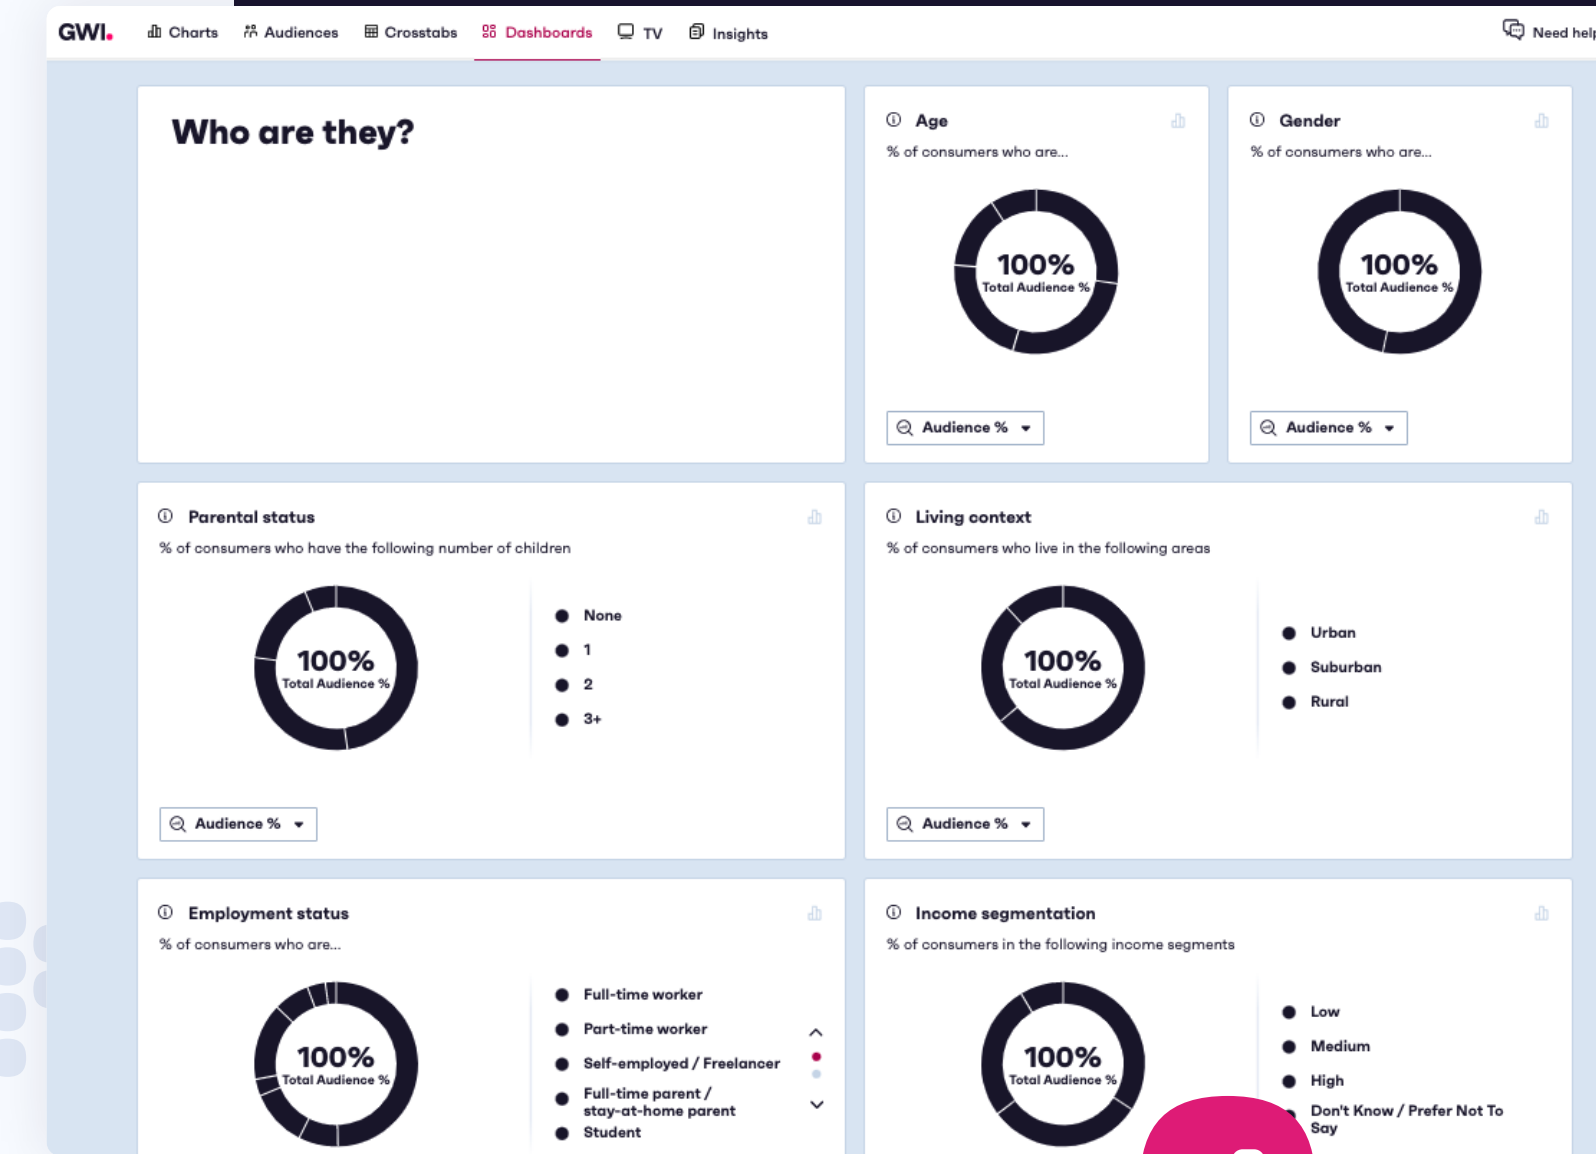 GWI.
Charts
Audiences
Crosstabs
Dashboards
TV
Insights
Need help
Who are they?
Age
% of consumers who are...
100%
Total Audience %
Audience %
Gender
% of consumers who are...
100%
Total Audience %
Audience %
Parental status
% of consumers who have the following number of children
100%
Total Audience %
None
1
2
3+
Audience %
Living context
% of consumers who live in the following areas
100%
Total Audience %
Urban
Suburban
Rural
Audience %
Employment status
% of consumers who are...
100%
Total Audience %
Full-time worker
Part-time worker
Self-employed / Freelancer
Full-time parent /
stay-at-home parent
Student
Income segmentation
% of consumers in the following income segments
100%
Total Audience %
Low
Medium
High
Don't Know / Prefer Not To
Say